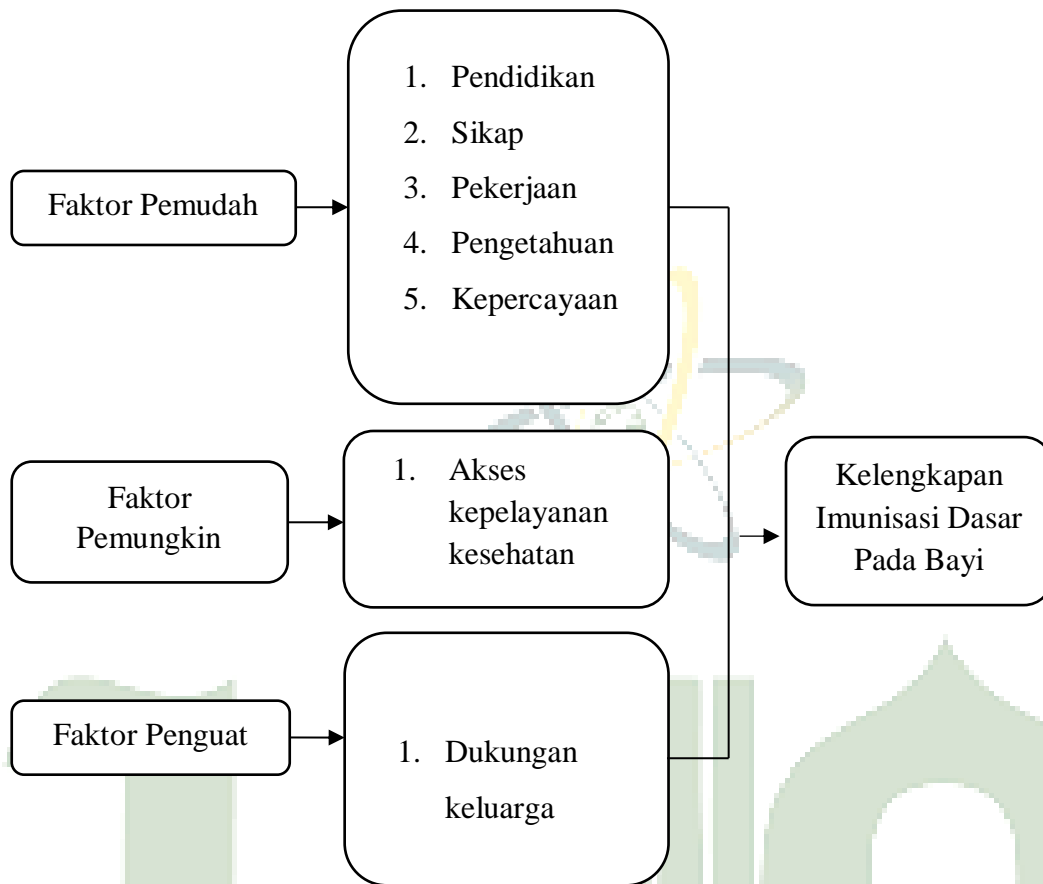 Faktor Pemudah
1. Pendidikan
2. Sikap
3. Pekerjaan
4. Pengetahuan
5. Kepercayaan
Faktor
Pemungkin
1. Akses
kepelayanan
kesehatan
Faktor Penguat
1. Dukungan
keluarga
Kelengkapan
Imunisasi Dasar
Pada Bayi